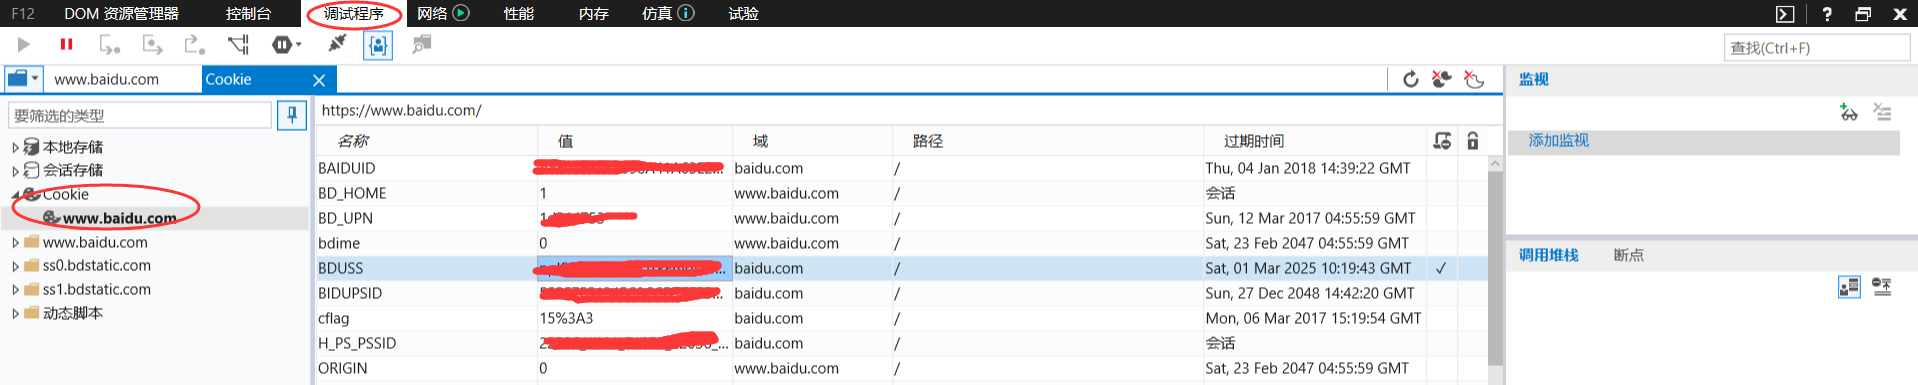 F12 DOM 资源管理器 控制台 调试程序 网络 性能 内存 仿真 试验 ?
查找(Ctrl+F)
www.baidu.com Cookie
监视
要筛选的类型
https://www.baidu.com/
名称 值 域 路径 过期时间
添加监视
本地存储
会话存储
Cookie
www.baidu.com
www.baidu.com
ss0.bdstatic.com
ss1.bdstatic.com
动态脚本
BAIDUID baidu.com / Thu, 04 Jan 2018 14:39:22 GMT
BD_HOME 1 www.baidu.com / 会话
BD_UPN www.baidu.com / Sun, 12 Mar 2017 04:55:59 GMT
bdime 0 www.baidu.com / Sat, 23 Feb 2047 04:55:59 GMT
BDUSS baidu.com / Sat, 01 Mar 2025 10:19:43 GMT ✓
BIDUPSID baidu.com / Sun, 27 Dec 2048 14:42:20 GMT
cflag 15%3A3 baidu.com / Mon, 06 Mar 2017 15:19:54 GMT
H_PS_PSSID baidu.com / 会话
ORIGIN 0 www.baidu.com / Sat, 23 Feb 2047 04:55:59 GMT
调用堆栈 断点